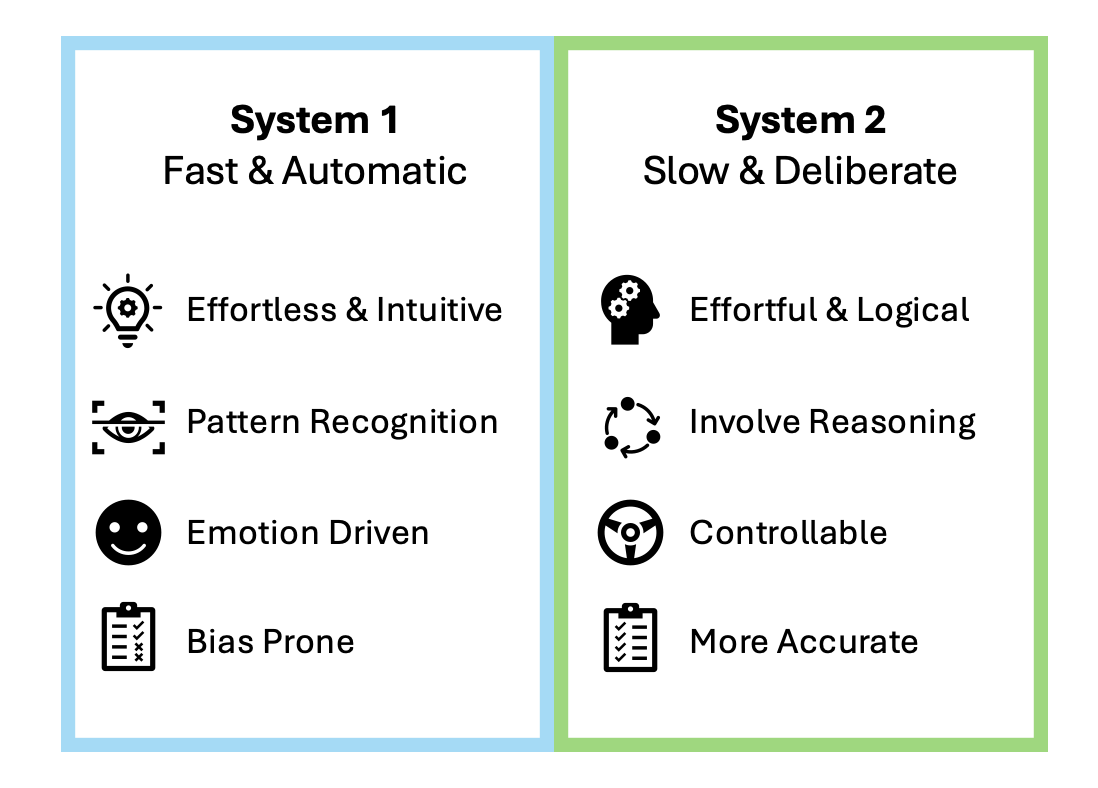 System 1
Fast & Automatic
Effortless & Intuitive
Pattern Recognition
Emotion Driven
Bias Prone
System 2
Slow & Deliberate
Effortful & Logical
Involve Reasoning
Controllable
More Accurate